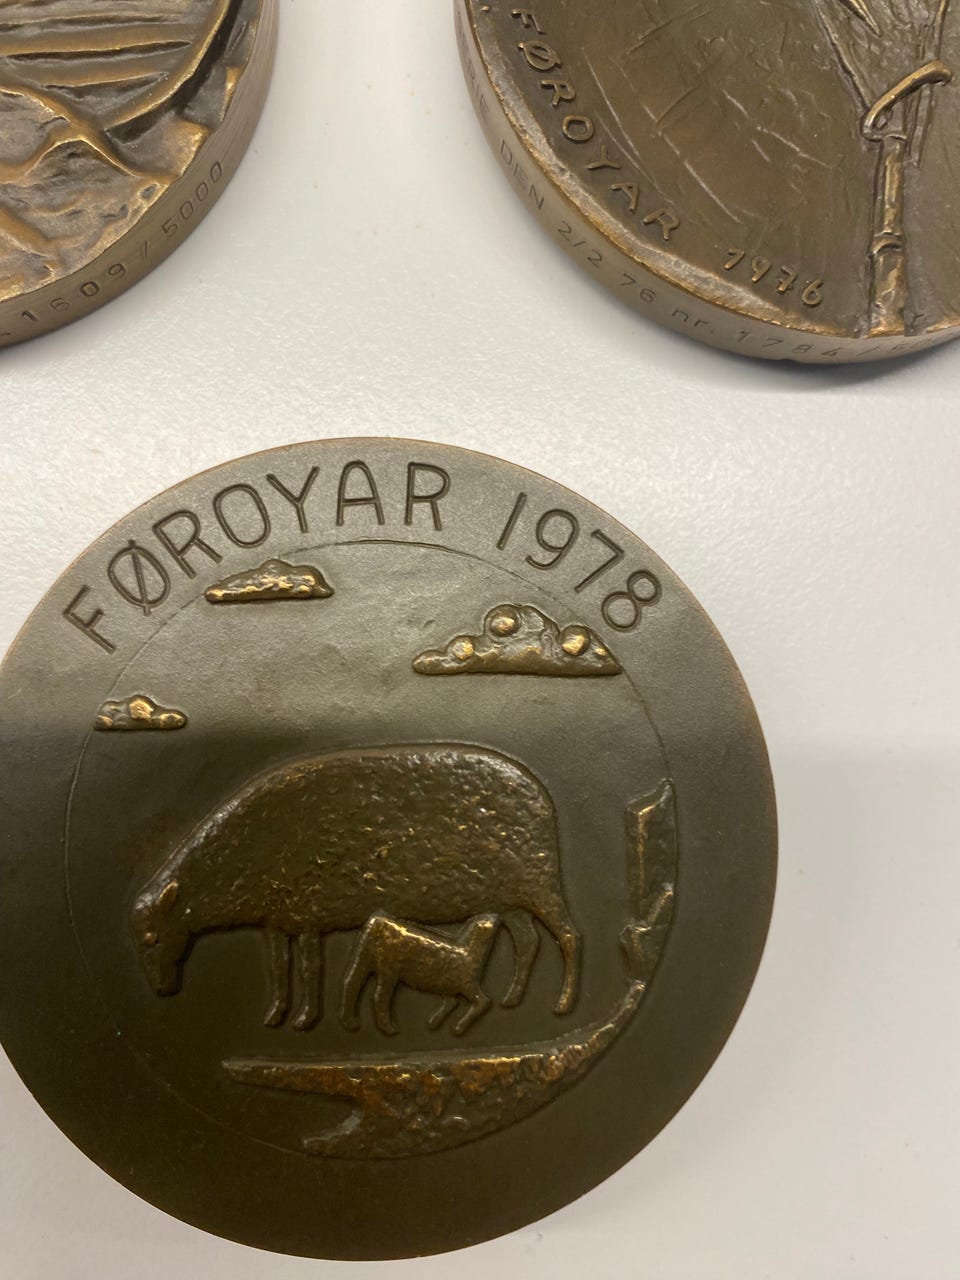 1609/5000
FØROYAR 1976
DEN 2/2 76 nr. 1784/
FØROYAR 1978